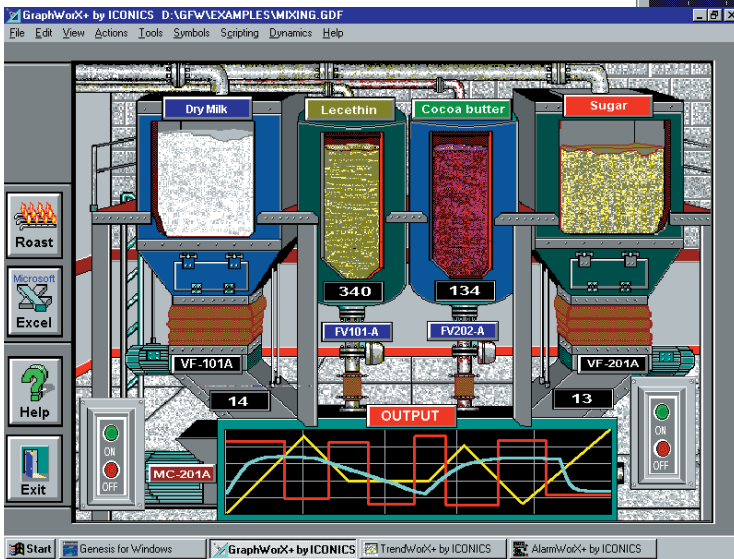 GraphWorX+ by ICONICS D:\GFW\EXAMPLES\MIXING.GDF
File Edit View Actions Tools Symbols Scripting Dynamics Help
Dry Milk
Lecethin
Cocoa butter
Sugar
Roast
Microsoft
Excel
Help
Exit
340
134
FV101-A
FV202-A
VF-101A
VF-201A
14
13
OUTPUT
ON
OFF
MC-201A
ON
OFF
Start
Genesis for Windows
GraphWorX+ by ICONICS
TrendWorX+ by ICONICS
AlarmWorX+ by ICONICS